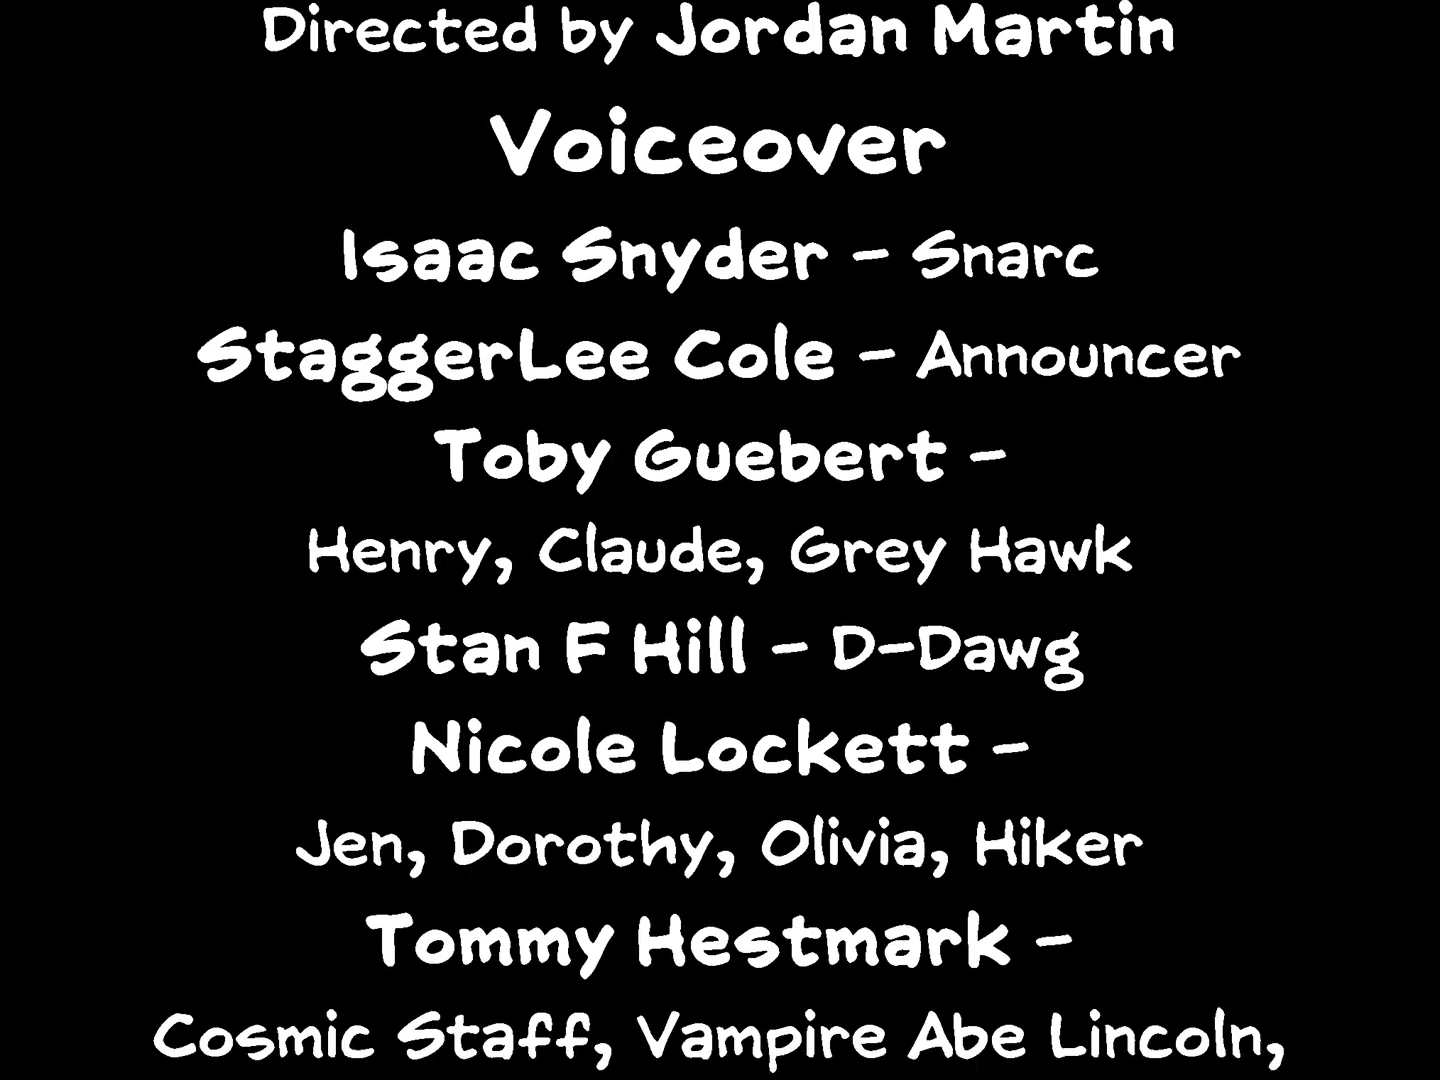 Directed by Jordan Martin
Voiceover
Isaac Snyder - Snarc
StaggerLee Cole - Announcer
Toby Guebert -
Henry, Claude, Grey Hawk
Stan F Hill - D-Dawg
Nicole Lockett -
Jen, Dorothy, Olivia, Hiker
Tommy Hestmark -
Cosmic Staff, Vampire Abe Lincoln,